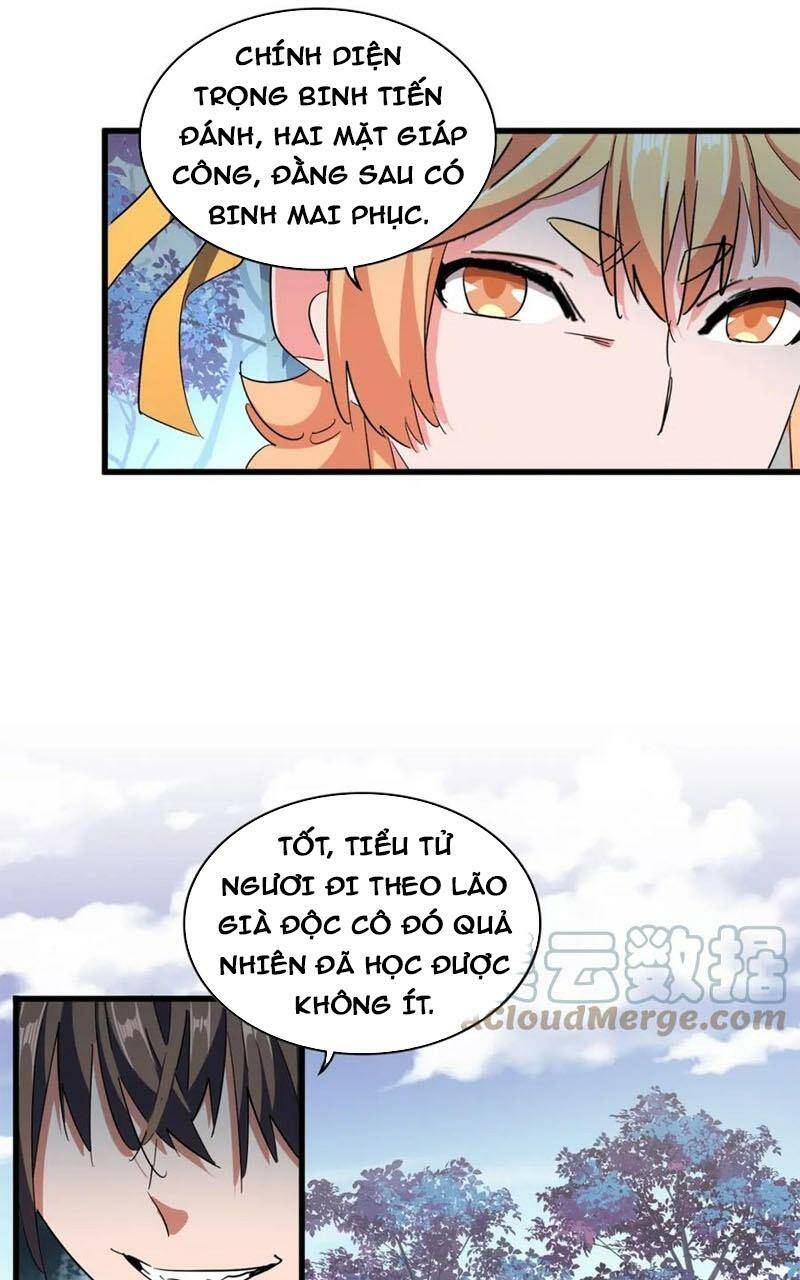 CHÍNH DIỆN
TRỌNG BINH TIẾN
ĐÁNH, HAI MẶT GIÁP
CÔNG, ĐẰNG SAU CÓ
BINH MAI PHỤC.
TỐT, TIỂU TỬ
NGƯƠI ĐI THEO LÃO
GIÀ ĐỘC CÔ ĐÓ QUẢ
NHIÊN ĐÃ HỌC ĐƯỢC
KHÔNG ÍT.
云数据
aCloudMerge.com